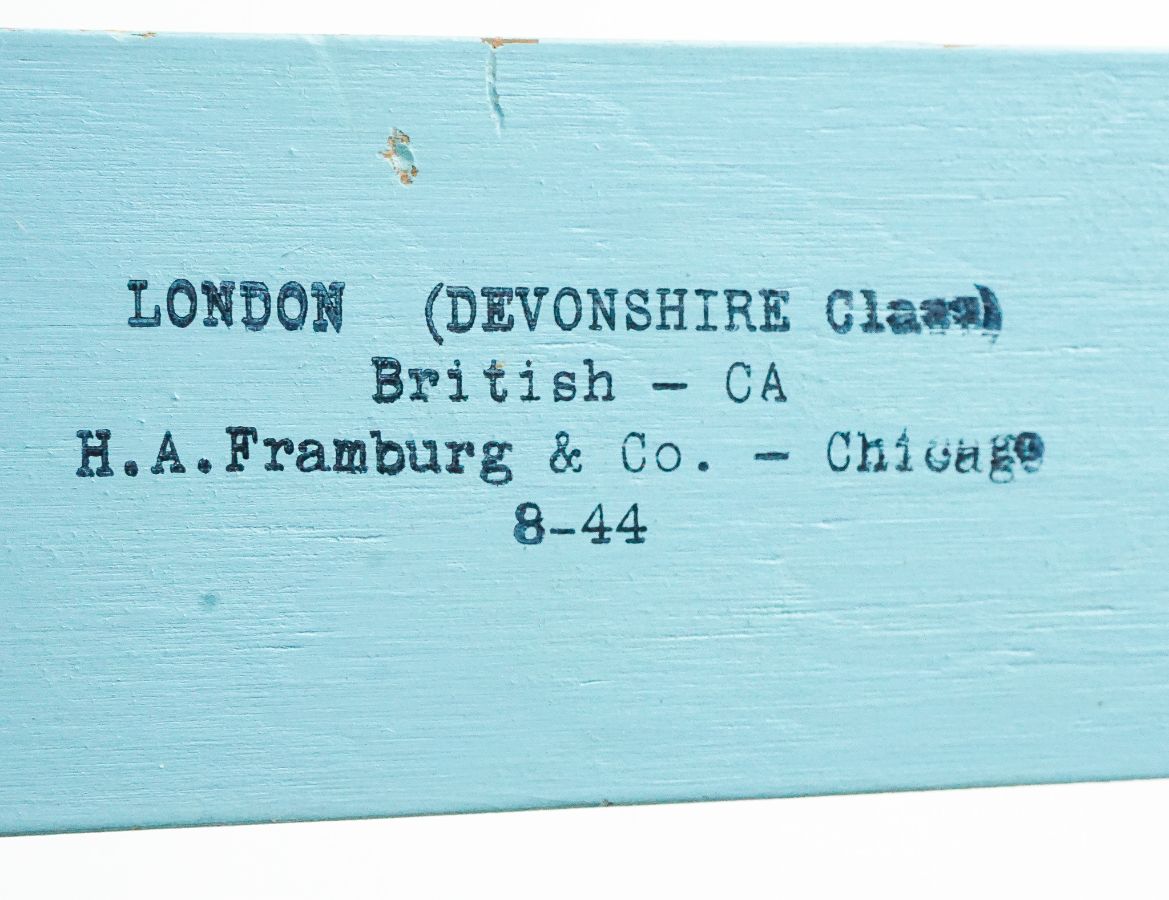 LONDON (DEVONSHIRE Class)
British - CA
H.A.Framburg & Co. - Chicago
8-44